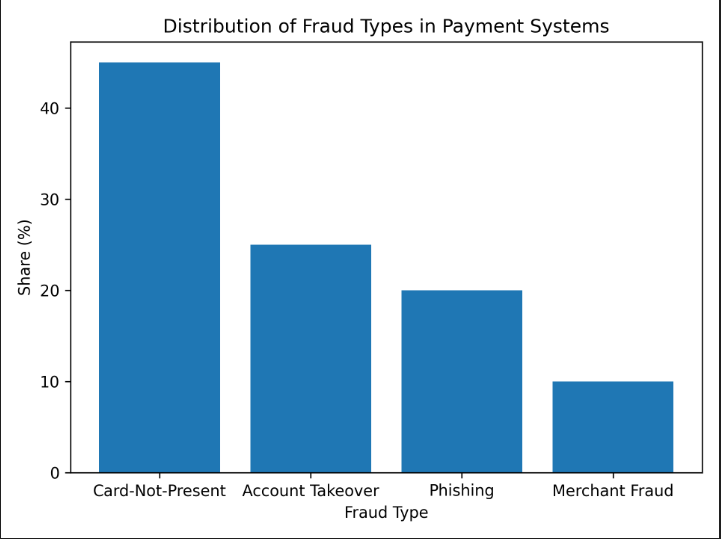 Distribution of Fraud Types in Payment Systems
Share (%)
40
30
20
10
0
Card-Not-Present Account Takeover Phishing Merchant Fraud
Fraud Type